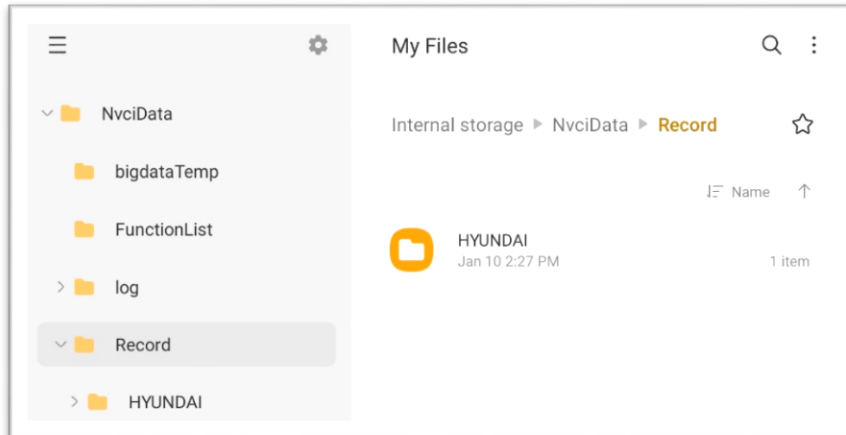 NvciData
bigdataTemp
FunctionList
log
Record
HYUNDAI
My Files
Internal storage ▶ NvciData ▶ Record
Name
HYUNDAI
Jan 10 2:27 PM
1 item